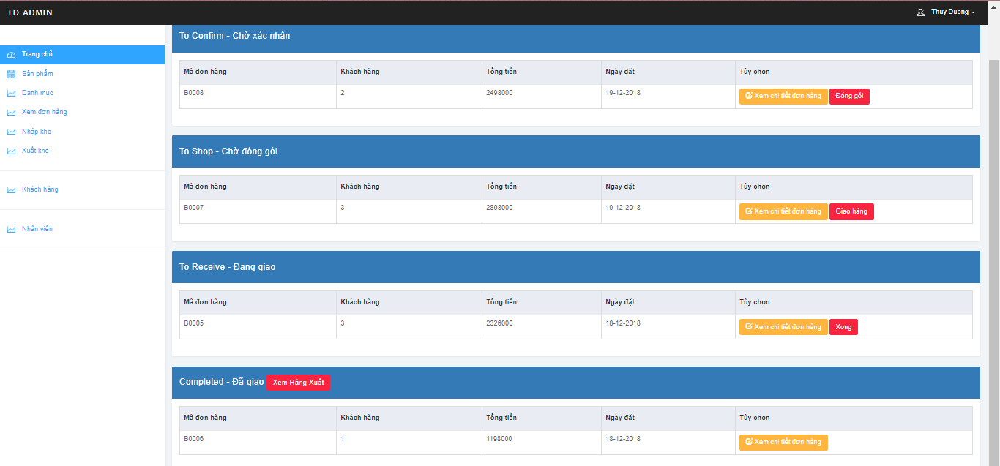 TD ADMIN
Thuy Duong
Trang chủ
Sản phẩm
Danh mục
Xem đơn hàng
Nhập kho
Xuất kho
Khách hàng
Nhân viên
To Confirm - Chờ xác nhận
Mã đơn hàng Khách hàng Tổng tiền Ngày đặt Tùy chọn
B0008 2 2498000 19-12-2018 Xem chi tiết đơn hàng Đóng gói
To Shop - Chờ đóng gói
Mã đơn hàng Khách hàng Tổng tiền Ngày đặt Tùy chọn
B0007 3 2898000 19-12-2018 Xem chi tiết đơn hàng Giao hàng
To Receive - Đang giao
Mã đơn hàng Khách hàng Tổng tiền Ngày đặt Tùy chọn
B0005 3 2326000 18-12-2018 Xem chi tiết đơn hàng Xong
Completed - Đã giao Xem Hàng Xuất
Mã đơn hàng Khách hàng Tổng tiền Ngày đặt Tùy chọn
B0006 1 1198000 18-12-2018 Xem chi tiết đơn hàng